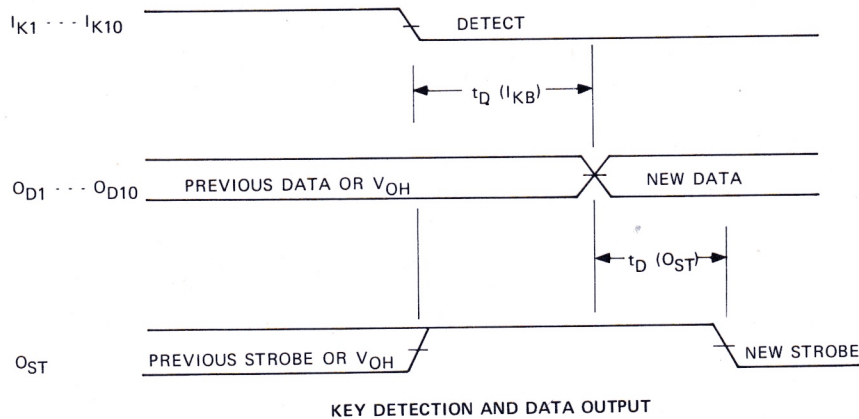 IK1 · · · IK10
DETECT
tD (IKB)
OD1 · · · OD10
PREVIOUS DATA OR VOH
NEW DATA
tD (OST)
OST
PREVIOUS STROBE OR VOH
NEW STROBE
KEY DETECTION AND DATA OUTPUT